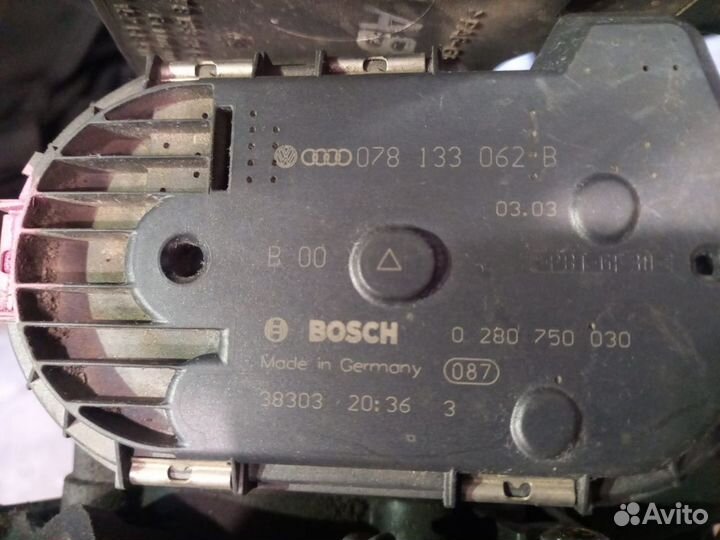 078 133 062 B
03.03
B 00
BOSCH 0 280 750 030
Made in Germany 087
38303 20:36 3
Avito